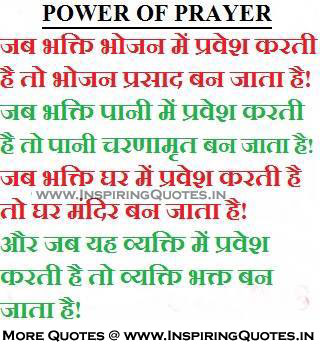 POWER OF PRAYER
जब भक्ति भोजन में प्रवेश करती
है तो भोजन प्रसाद बन जाता है!
जब भक्ति पानी में प्रवेश करती
है तो पानी चरणामृत बन जाता है!
जब भक्ति घर में प्रवेश करती है
www.InspiringQuotes.in
तो घर मंदिर बन जाता है!
और जब यह व्यक्ति में प्रवेश
करती है तो व्यक्ति भक्त बन
जाता है!
More Quotes @ www.InspiringQuotes.in